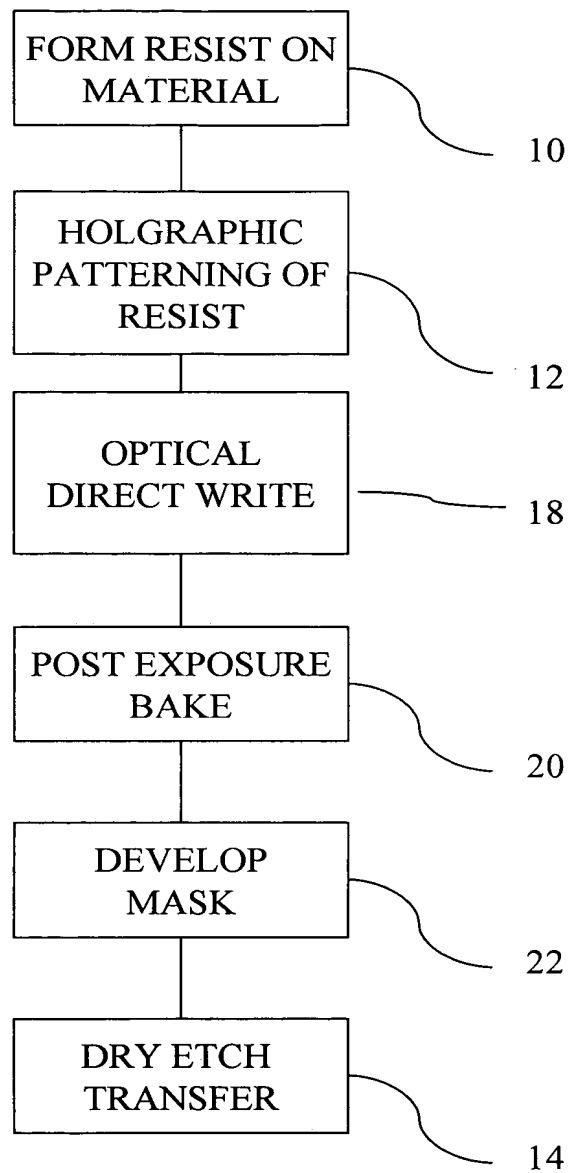 FORM RESIST ON
MATERIAL
10
HOLGRAPHIC
PATTERNING OF
RESIST
12
OPTICAL
DIRECT WRITE
18
POST EXPOSURE
BAKE
20
DEVELOP
MASK
22
DRY ETCH
TRANSFER
14